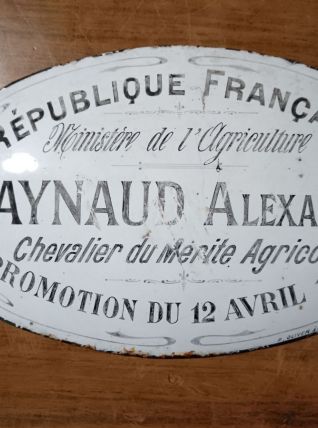 RÉPUBLIQUE FRANÇA
Ministère de l'Agriculture
AYNAUD ALEXA
Chevalier du Mérite Agrico
PROMOTION DU 12 AVRIL